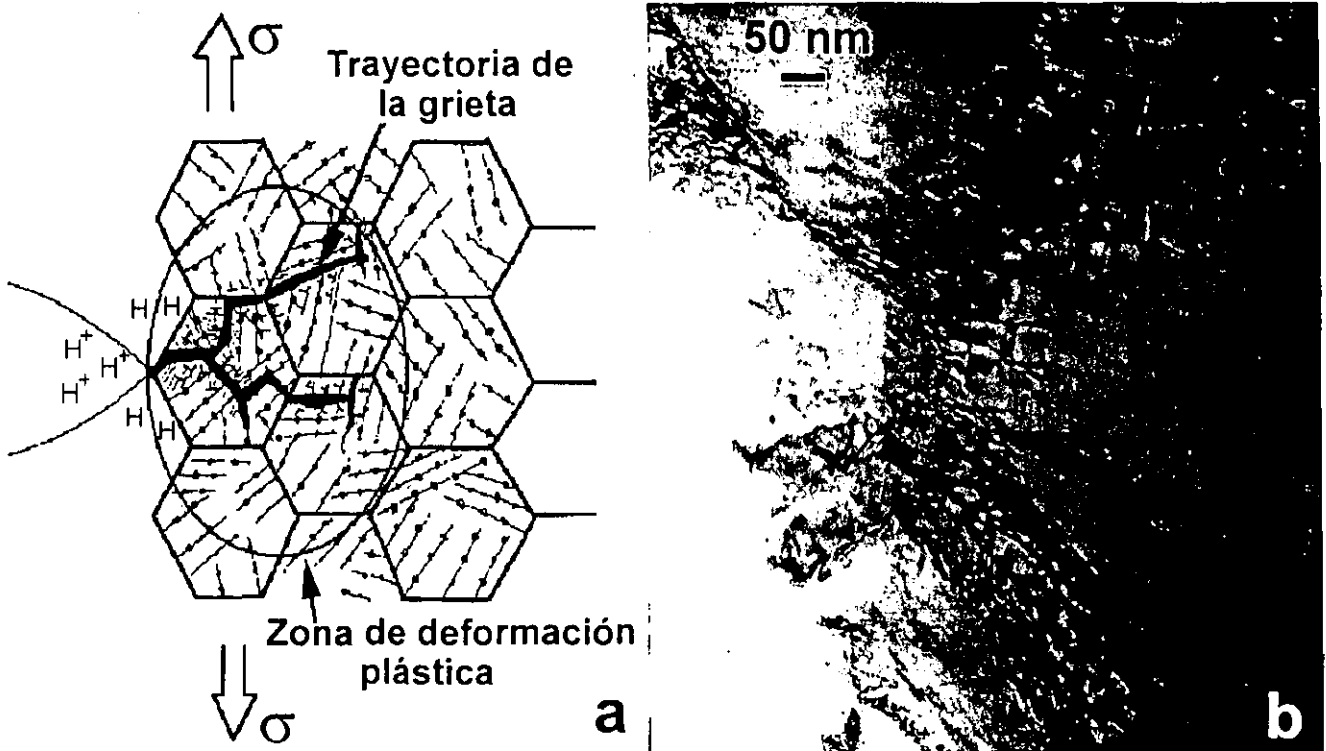 σ
Trayectoria de
la grieta
H H
H⁺
H⁺
H⁺
H⁺
H
H
Zona de deformación
plástica
σ
a
50 nm
b